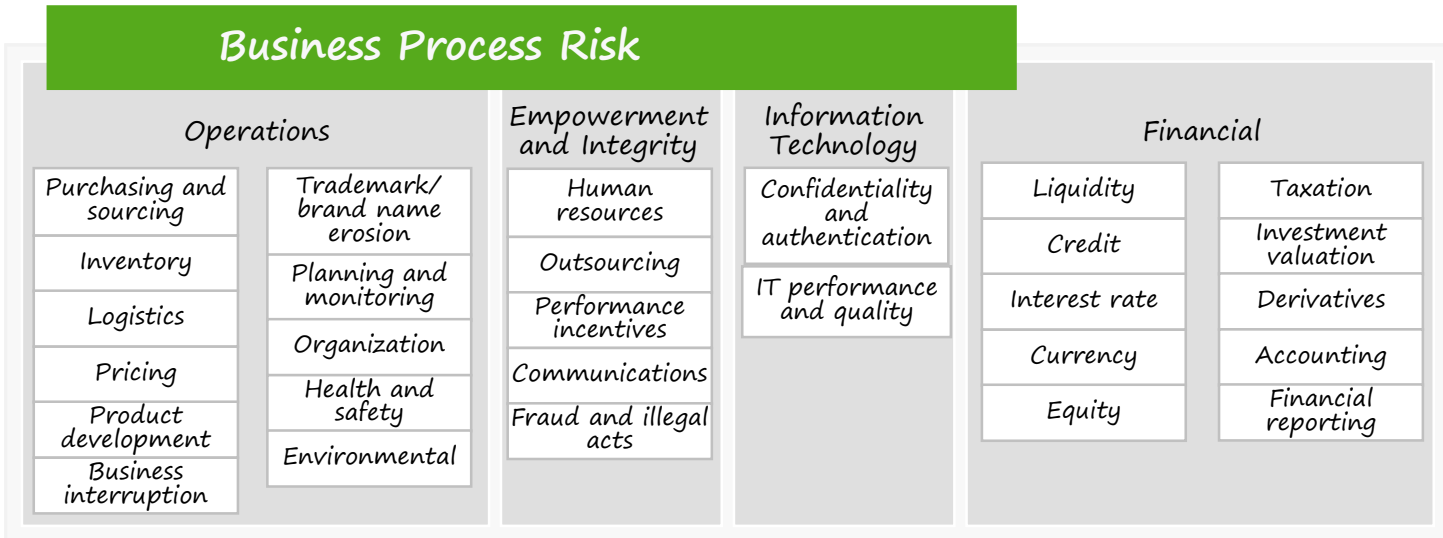 Business Process Risk
Operations
Purchasing and
sourcing
Inventory
Logistics
Pricing
Product
development
Business
interruption
Trademark/
brand name
erosion
Planning and
monitoring
Organization
Health and
safety
Environmental
Empowerment
and Integrity
Human
resources
Outsourcing
Performance
incentives
Communications
Fraud and illegal
acts
Information
Technology
Confidentiality
and
authentication
IT performance
and quality
Financial
Liquidity
Credit
Interest rate
Currency
Equity
Taxation
Investment
valuation
Derivatives
Accounting
Financial
reporting